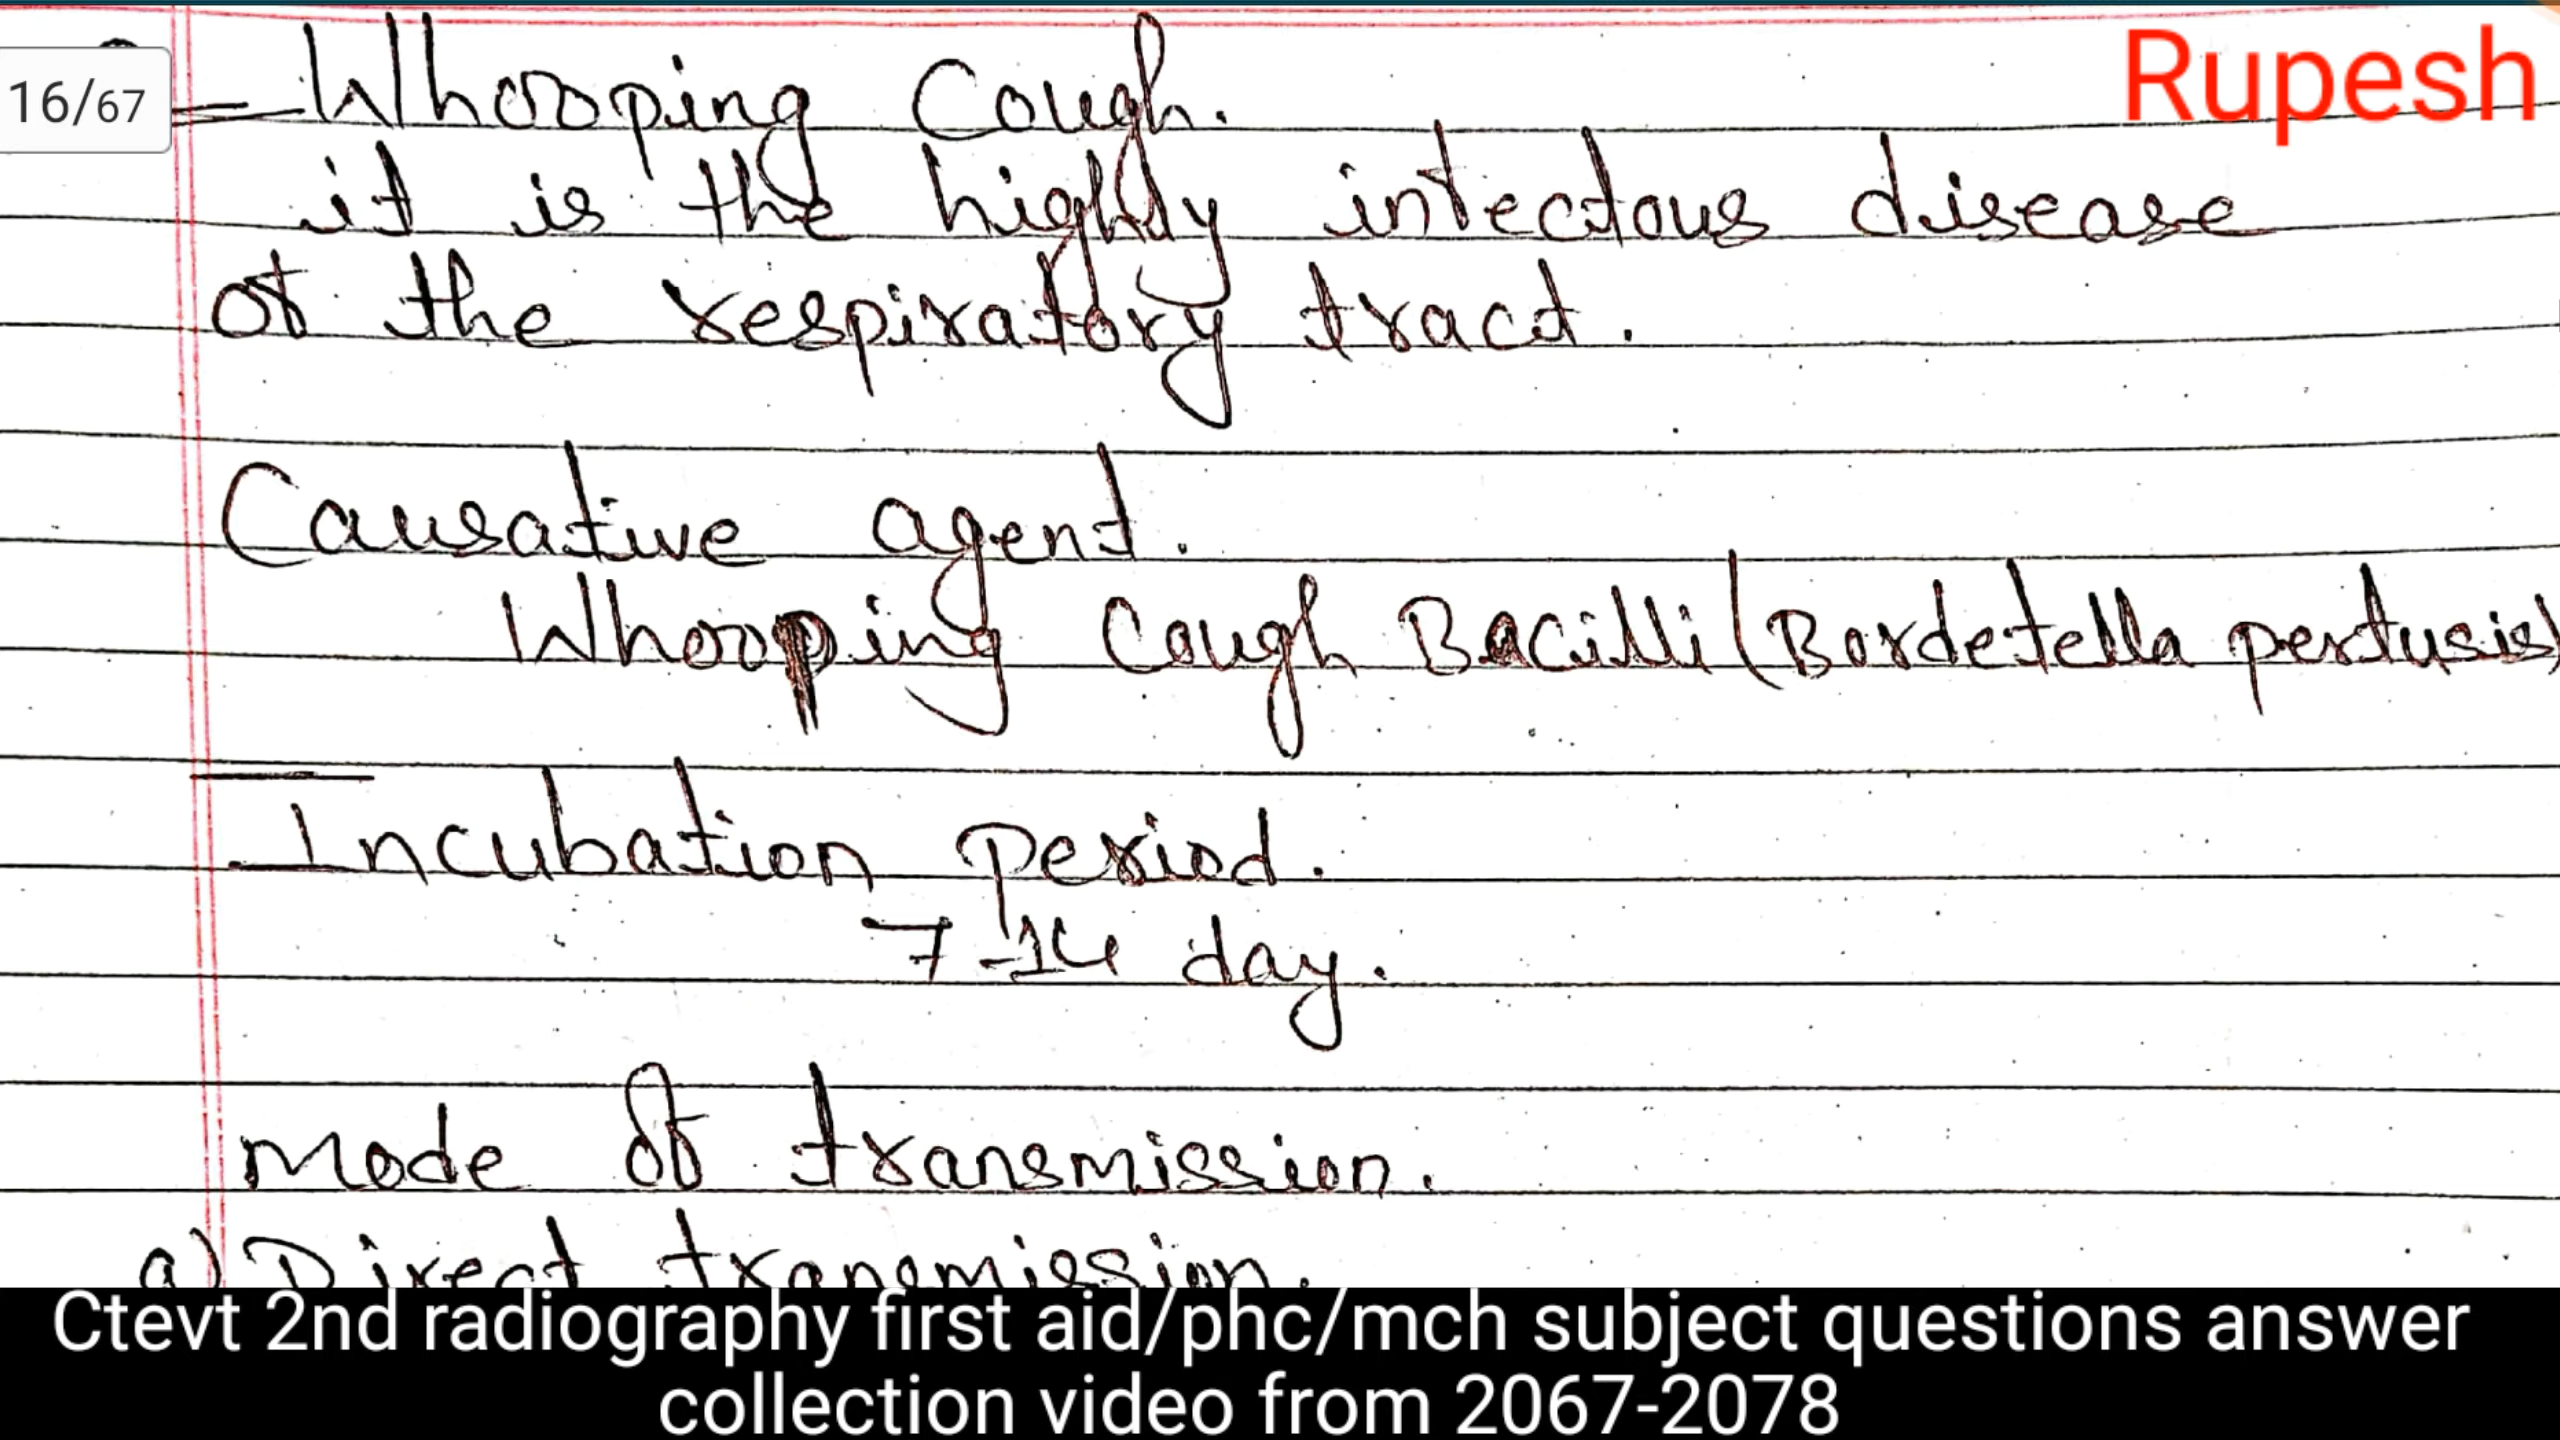 16/67
Rupesh
Whooping Cough.
it is the highly infectious disease
of the respiratory tract.
Causative agent.
Whooping Cough Bacilli (Bordetella pertusis)
Incubation period.
7-14 day.
mode of transmission.
a) Direct transmission.
Ctevt 2nd radiography first aid/phc/mch subject questions answer
collection video from 2067-2078